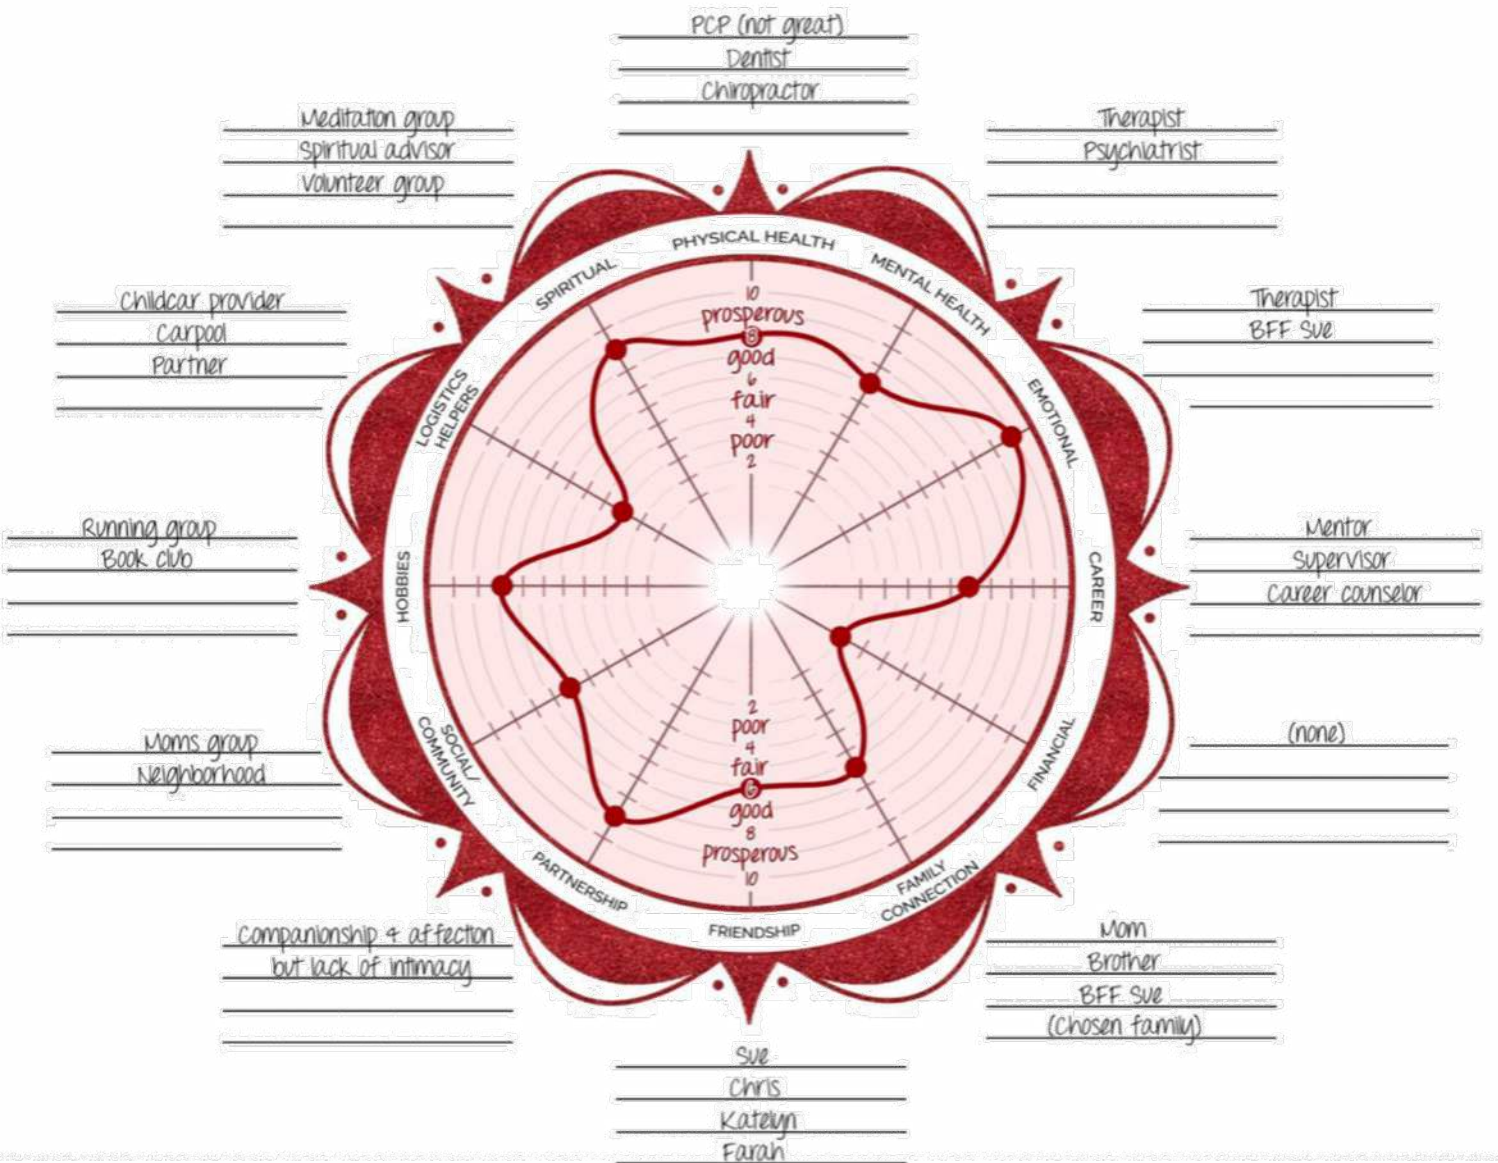 PCP (not great)
Dentist
Chiropractor
Meditation group
Spiritual advisor
Volunteer group
Therapist
Psychiatrist
Childcar provider
Carpool
Partner
Therapist
BFF Sue
Running group
Book club
Mentor
Supervisor
Career counselor
Moms group
Neighborhood
(none)
Companionship & affection
but lack of intimacy
Mom
Brother
BFF Sue
(Chosen family)
Sue
Chris
Katelyn
Farah
PHYSICAL HEALTH
MENTAL HEALTH
EMOTIONAL
CAREER
FINANCIAL
FAMILY
CONNECTION
FRIENDSHIP
PARTNERSHIP
SOCIAL/
COMMUNITY
HOBBIES
LOGISTICS
HELPERS
SPIRITUAL
10
prosperous
8
good
6
fair
4
poor
2
2
poor
4
fair
6
good
8
prosperous
10